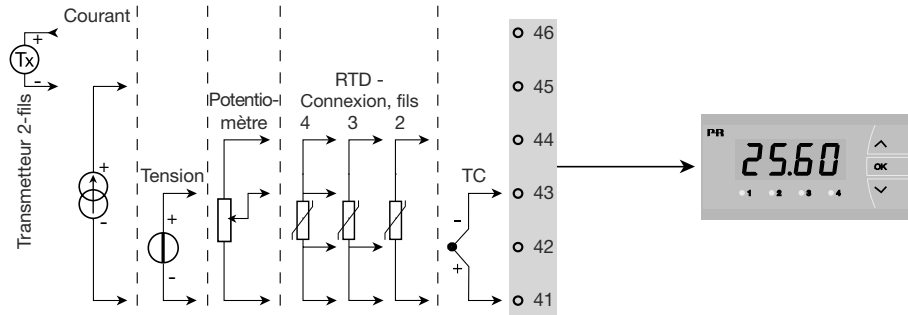 Courant
+
Tx
-
Transmetteur 2-fils
+
-
Tension
+
-
Potentio-
mètre
RTD -
Connexion, fils
4 3 2
TC
-
+
46
45
44
43
42
41
PR
25.60
1 2 3 4
OK